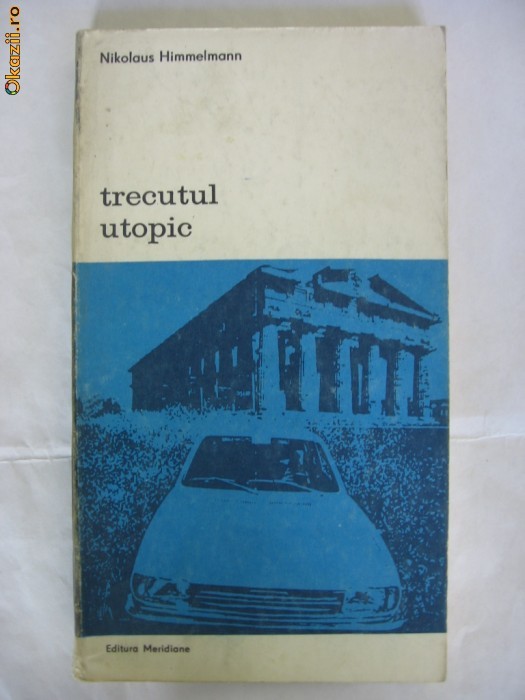 Okazii.ro
Nikolaus Himmelmann
trecutul
utopic
Editura Meridiane